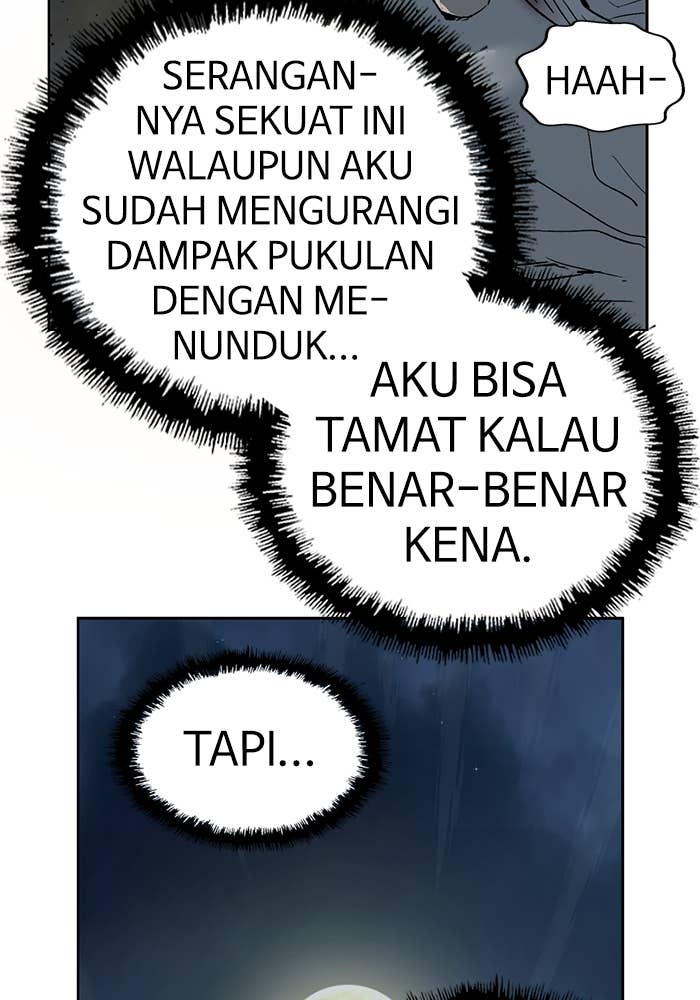 HAAH-
SERANGAN-
NYA SEKUAT INI
WALAUPUN AKU
SUDAH MENGURANGI
DAMPAK PUKULAN
DENGAN ME-
NUNDUK...
AKU BISA
TAMAT KALAU
BENAR-BENAR
KENA.
TAPI...